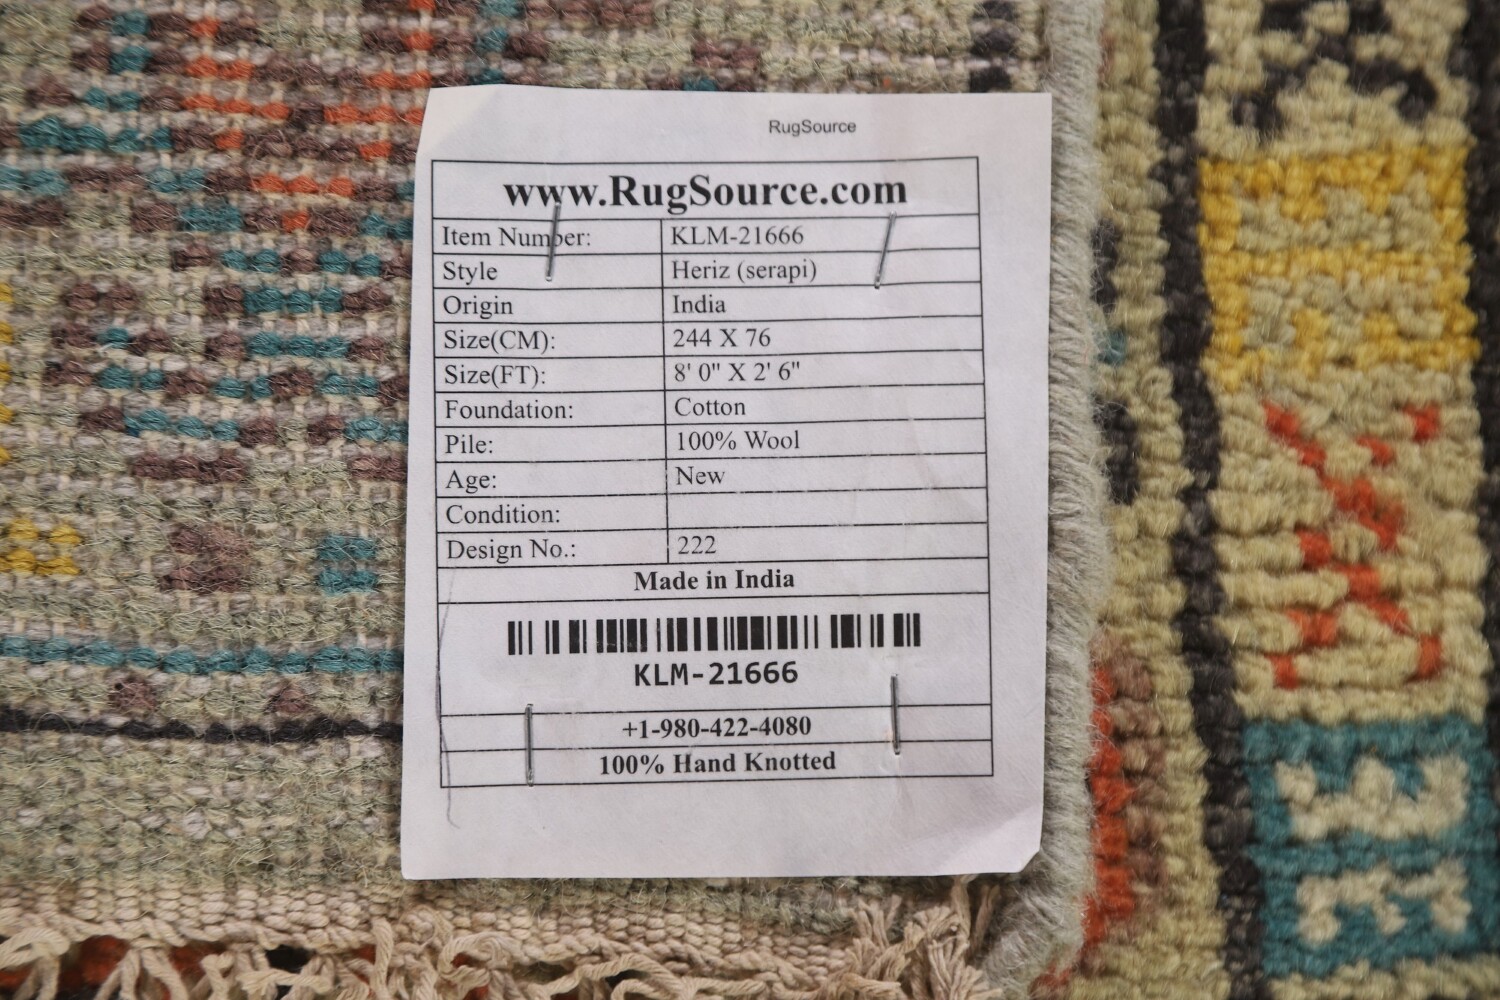 RugSource
www.RugSource.com
Item Number: KLM-21666
Style Heriz (serapi)
Origin India
Size(CM): 244 X 76
Size(FT): 8' 0" X 2' 6"
Foundation: Cotton
Pile: 100% Wool
Age: New
Condition:
Design No.: 222
Made in India
KLM-21666
+1-980-422-4080
100% Hand Knotted